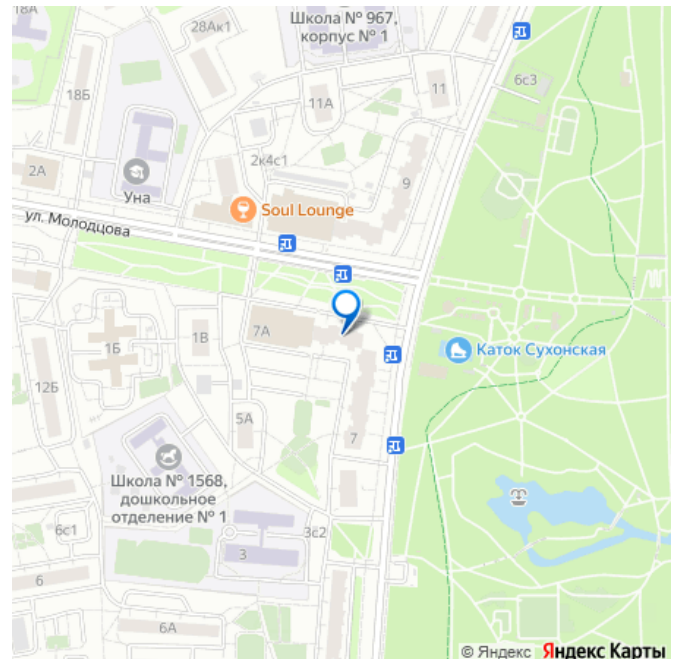 18А
28Ак1
Школа № 967,
корпус № 1
6с3
18Б
11А
11
2к4с1
2А
Уна
9
Soul Lounge
ул. Молодцова
7А
1В
1Б
Каток Сухонская
12Б
5А
7
Школа № 1568,
дошкольное
отделение № 1
6с1
3с2
3
6
6А
© Яндекс Яндекс Карты